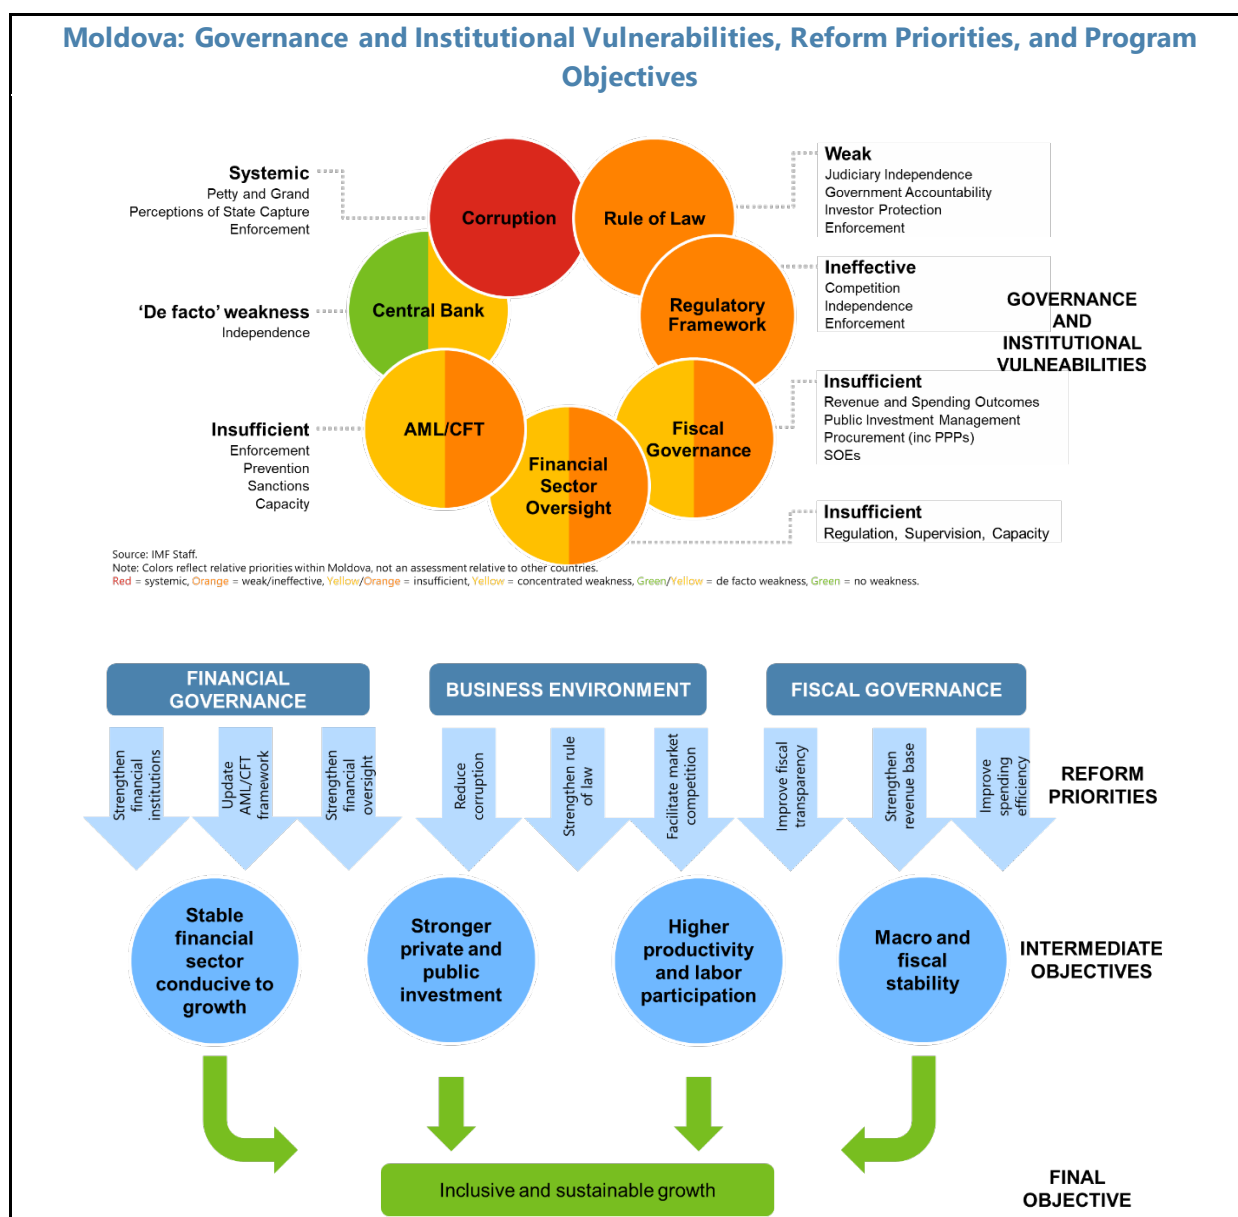 Moldova: Governance and Institutional Vulnerabilities, Reform Priorities, and Program
Objectives
Systemic
Petty and Grand
Perceptions of State Capture
Enforcement
Corruption
Rule of Law
Weak
Judiciary Independence
Government Accountability
Investor Protection
Enforcement
'De facto' weakness
Independence
Central Bank
Regulatory
Framework
Ineffective
Competition
Independence
Enforcement
GOVERNANCE
AND
INSTITUTIONAL
VULNEABILITIES
Insufficient
Enforcement
Prevention
Sanctions
Capacity
AML/CFT
Financial
Sector
Oversight
Fiscal
Governance
Insufficient
Revenue and Spending Outcomes
Public Investment Management
Procurement (inc PPPs)
SOEs
Insufficient
Regulation, Supervision, Capacity
Source: IMF Staff.
Note: Colors reflect relative priorities within Moldova, not an assessment relative to other countries.
Red = systemic, Orange = weak/ineffective, Yellow/Orange = insufficient, Yellow = concentrated weakness, Green/Yellow = de facto weakness, Green = no weakness.
FINANCIAL
GOVERNANCE
BUSINESS ENVIRONMENT
FISCAL GOVERNANCE
Strengthen
financial
institutions
Update
AML/CFT
framework
Strengthen
financial
oversight
Reduce
corruption
Strengthen rule
of law
Facilitate market
competition
Improve fiscal
transparency
Strengthen
revenue base
Improve
spending
efficiency
REFORM
PRIORITIES
Stable
financial
sector
conducive to
growth
Stronger
private and
public
investment
Higher
productivity
and labor
participation
Macro and
fiscal
stability
INTERMEDIATE
OBJECTIVES
Inclusive and sustainable growth
FINAL
OBJECTIVE